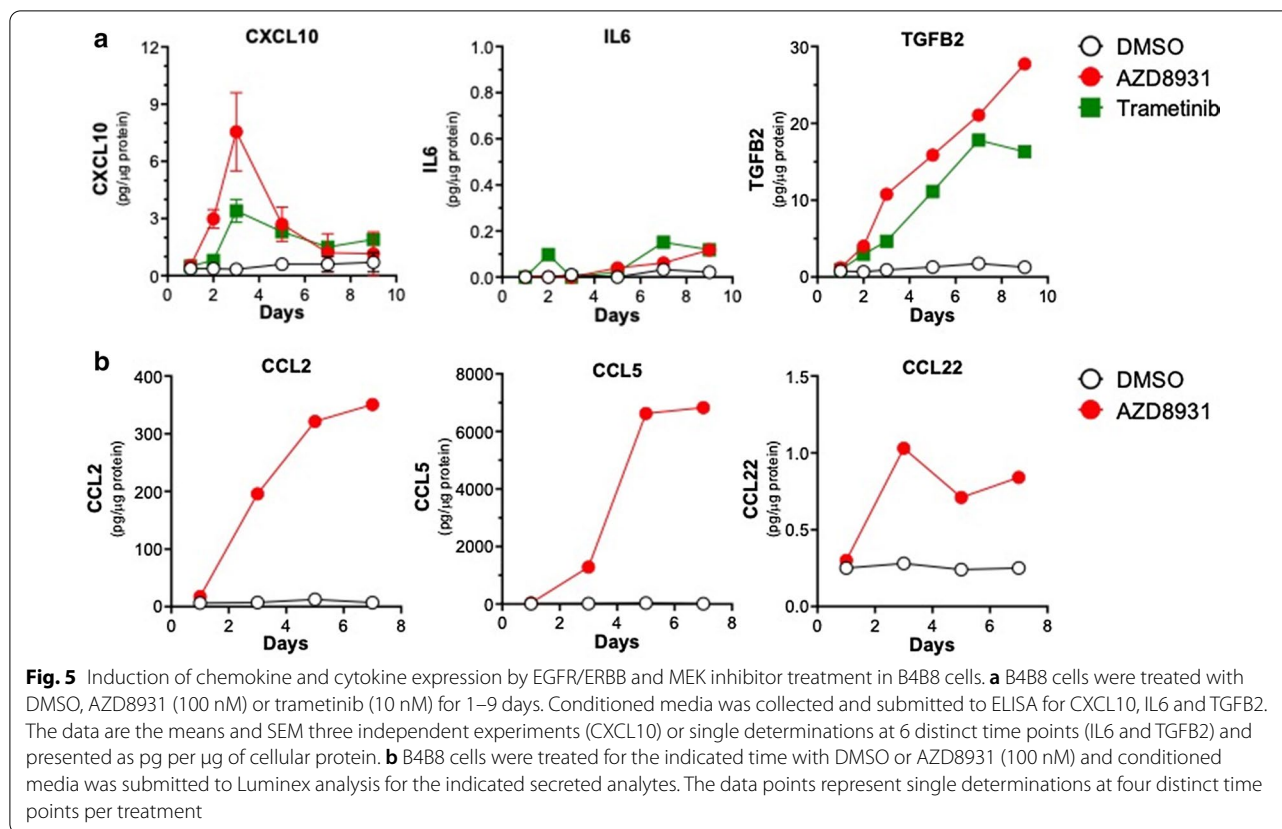 a
CXCL10
IL6
TGFB2
DMSO
AZD8931
Trametinib
CXCL10
(pg/µg protein)
12
9
6
3
0
0 2 4 6 8 10
Days
IL6
(pg/µg protein)
1.0
0.8
0.6
0.4
0.2
0.0
0 2 4 6 8 10
Days
TGFB2
(pg/µg protein)
30
20
10
0
0 2 4 6 8 10
Days
b
CCL2
CCL5
CCL22
DMSO
AZD8931
CCL2
(pg/µg protein)
400
300
200
100
0
0 2 4 6 8
Days
CCL5
(pg/µg protein)
8000
6000
4000
2000
0
0 2 4 6 8
Days
CCL22
(pg/µg protein)
1.5
1.0
0.5
0.0
0 2 4 6 8
Days
Fig. 5 Induction of chemokine and cytokine expression by EGFR/ERBB and MEK inhibitor treatment in B4B8 cells. a B4B8 cells were treated with
DMSO, AZD8931 (100 nM) or trametinib (10 nM) for 1–9 days. Conditioned media was collected and submitted to ELISA for CXCL10, IL6 and TGFB2.
The data are the means and SEM three independent experiments (CXCL10) or single determinations at 6 distinct time points (IL6 and TGFB2) and
presented as pg per µg of cellular protein. b B4B8 cells were treated for the indicated time with DMSO or AZD8931 (100 nM) and conditioned
media was submitted to Luminex analysis for the indicated secreted analytes. The data points represent single determinations at four distinct time
points per treatment